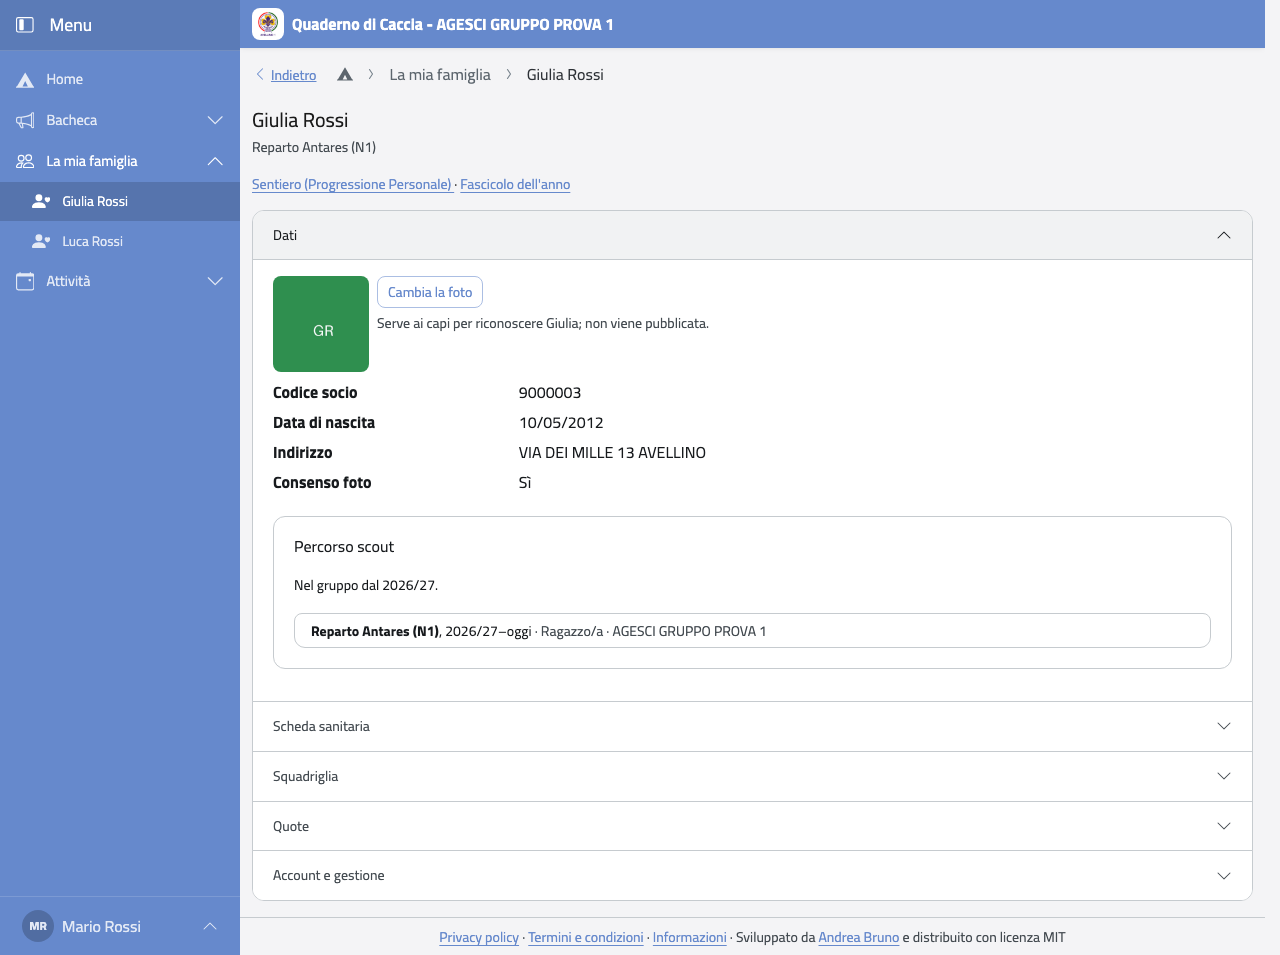 Menu
Quaderno di Caccia - AGESCI GRUPPO PROVA 1
Home
Bacheca
La mia famiglia
Giulia Rossi
Luca Rossi
Attività
Mario Rossi
MR
Indietro
La mia famiglia
Giulia Rossi
Giulia Rossi
Reparto Antares (N1)
Sentiero (Progressione Personale) · Fascicolo dell'anno
Dati
GR
Cambia la foto
Serve ai capi per riconoscere Giulia; non viene pubblicata.
Codice socio 9000003
Data di nascita 10/05/2012
Indirizzo VIA DEI MILLE 13 AVELLINO
Consenso foto Sì
Percorso scout
Nel gruppo dal 2026/27.
Reparto Antares (N1), 2026/27–oggi · Ragazzo/a · AGESCI GRUPPO PROVA 1
Scheda sanitaria
Squadriglia
Quote
Account e gestione
Privacy policy · Termini e condizioni · Informazioni · Sviluppato da Andrea Bruno e distribuito con licenza MIT